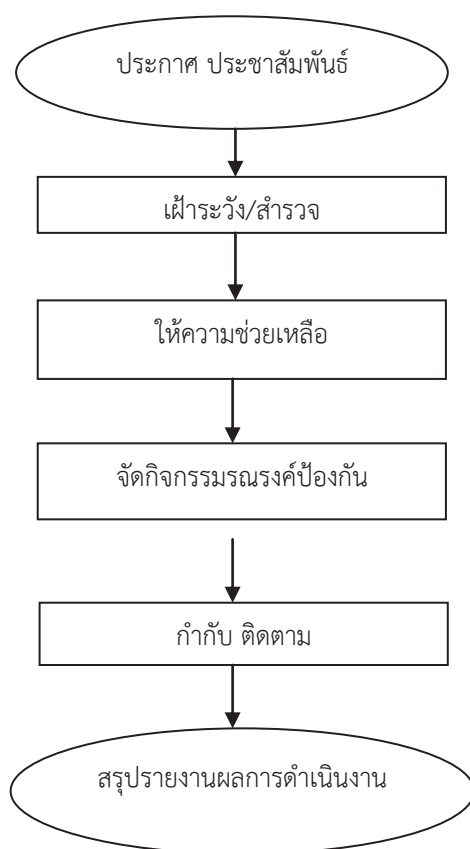 ประกาศ ประชาสัมพันธ์
เฝ้าระวัง/สำรวจ
ให้ความช่วยเหลือ
จัดกิจกรรมรณรงค์ป้องกัน
กำกับ ติดตาม
สรุปรายงานผลการดำเนินงาน